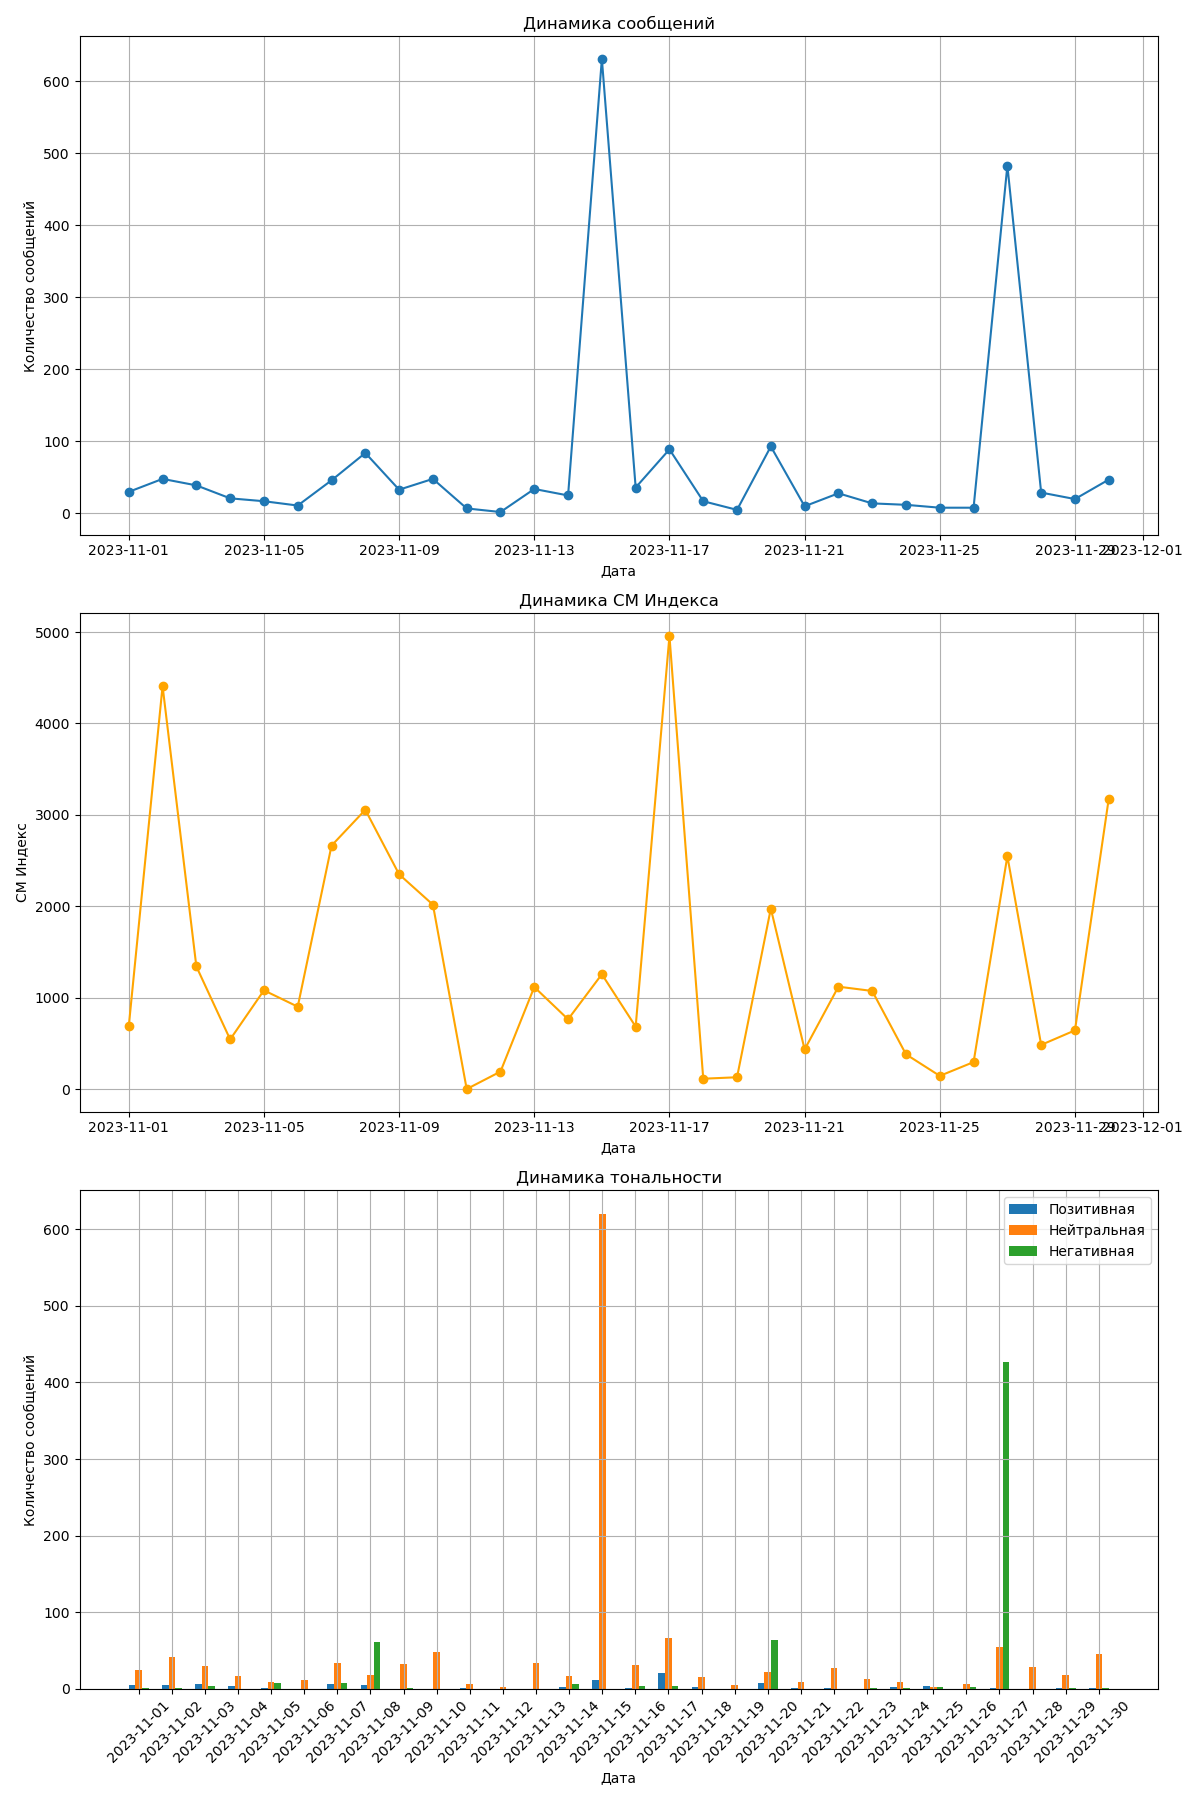 Динамика сообщений
Количество сообщений
600
500
400
300
200
100
0
2023-11-01 2023-11-05 2023-11-09 2023-11-13 2023-11-17 2023-11-21 2023-11-25 2023-11-29 2023-12-01
Дата
Динамика СМ Индекса
СМ Индекс
5000
4000
3000
2000
1000
0
2023-11-01 2023-11-05 2023-11-09 2023-11-13 2023-11-17 2023-11-21 2023-11-25 2023-11-29 2023-12-01
Дата
Динамика тональности
Количество сообщений
Позитивная
Нейтральная
Негативная
600
500
400
300
200
100
0
2023-11-01 2023-11-02 2023-11-03 2023-11-04 2023-11-05 2023-11-06 2023-11-07 2023-11-08 2023-11-09 2023-11-10 2023-11-11 2023-11-12 2023-11-13 2023-11-14 2023-11-15 2023-11-16 2023-11-17 2023-11-18 2023-11-19 2023-11-20 2023-11-21 2023-11-22 2023-11-23 2023-11-24 2023-11-25 2023-11-26 2023-11-27 2023-11-28 2023-11-29 2023-11-30
Дата